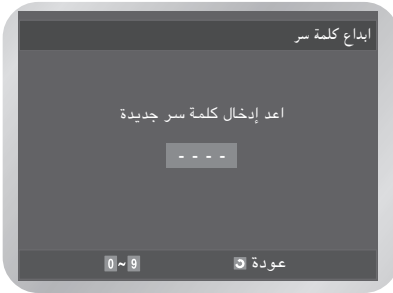 ابداع كلمة سر
اعد إدخال كلمة سر جديدة
- - - -
عودة 0 ~ 9